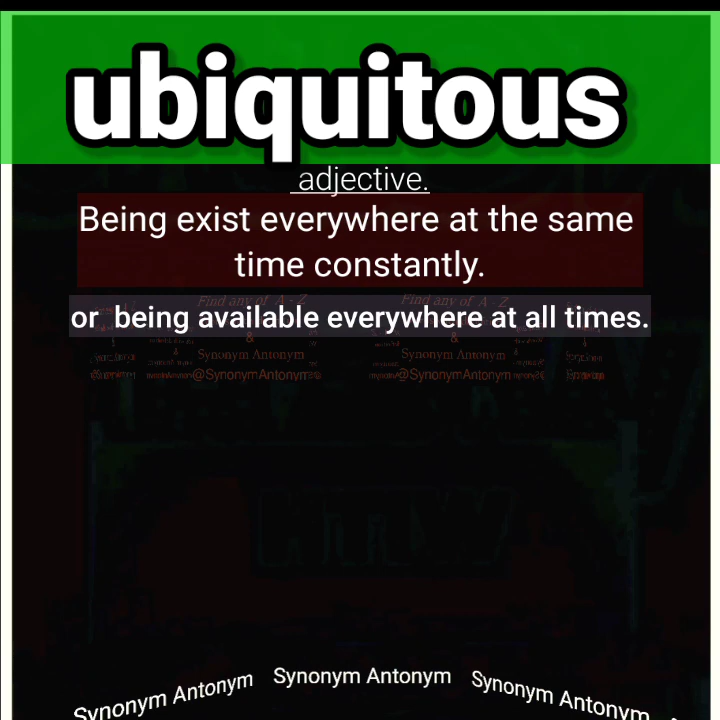 ubiquitous
adjective.
Being exist everywhere at the same
time constantly.
Find any of A - Z Find any of A - Z
or being available everywhere at all times.
& &
Synonym Antonym Synonym Antonym
@SynonymAntonym @SynonymAntonym
Synonym Antonym Synonym Antonym Synonym Antonym